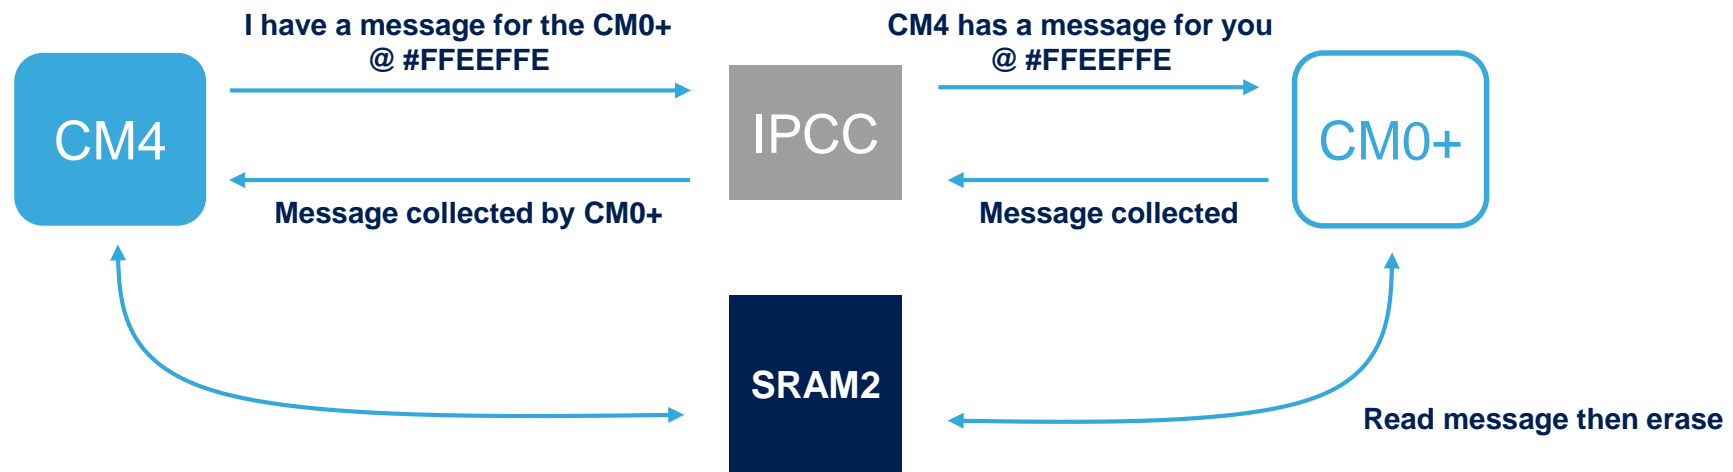 I have a message for the CM0+
@ #FFEEFFE
CM4 has a message for you
@ #FFEEFFE
CM4
IPCC
CM0+
Message collected by CM0+
Message collected
SRAM2
Read message then erase